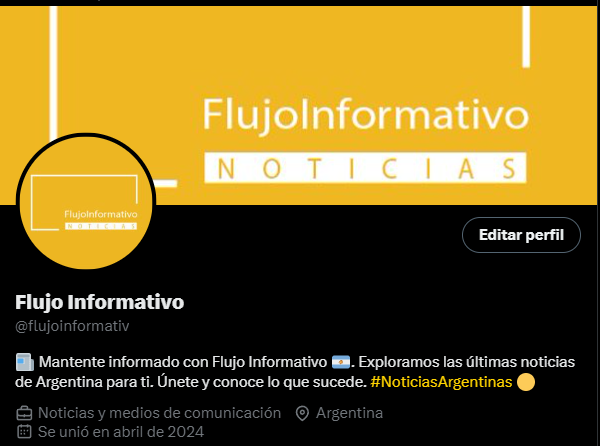 FlujoInformativo
NOTICIAS
FlujoInformativo
NOTICIAS
Editar perfil
Flujo Informativo
@flujoinformativ
📰 Mantente informado con Flujo Informativo 🇦🇷. Exploramos las últimas noticias
de Argentina para ti. Únete y conoce lo que sucede. #NoticiasArgentinas 🟡
Noticias y medios de comunicación Argentina
Se unió en abril de 2024